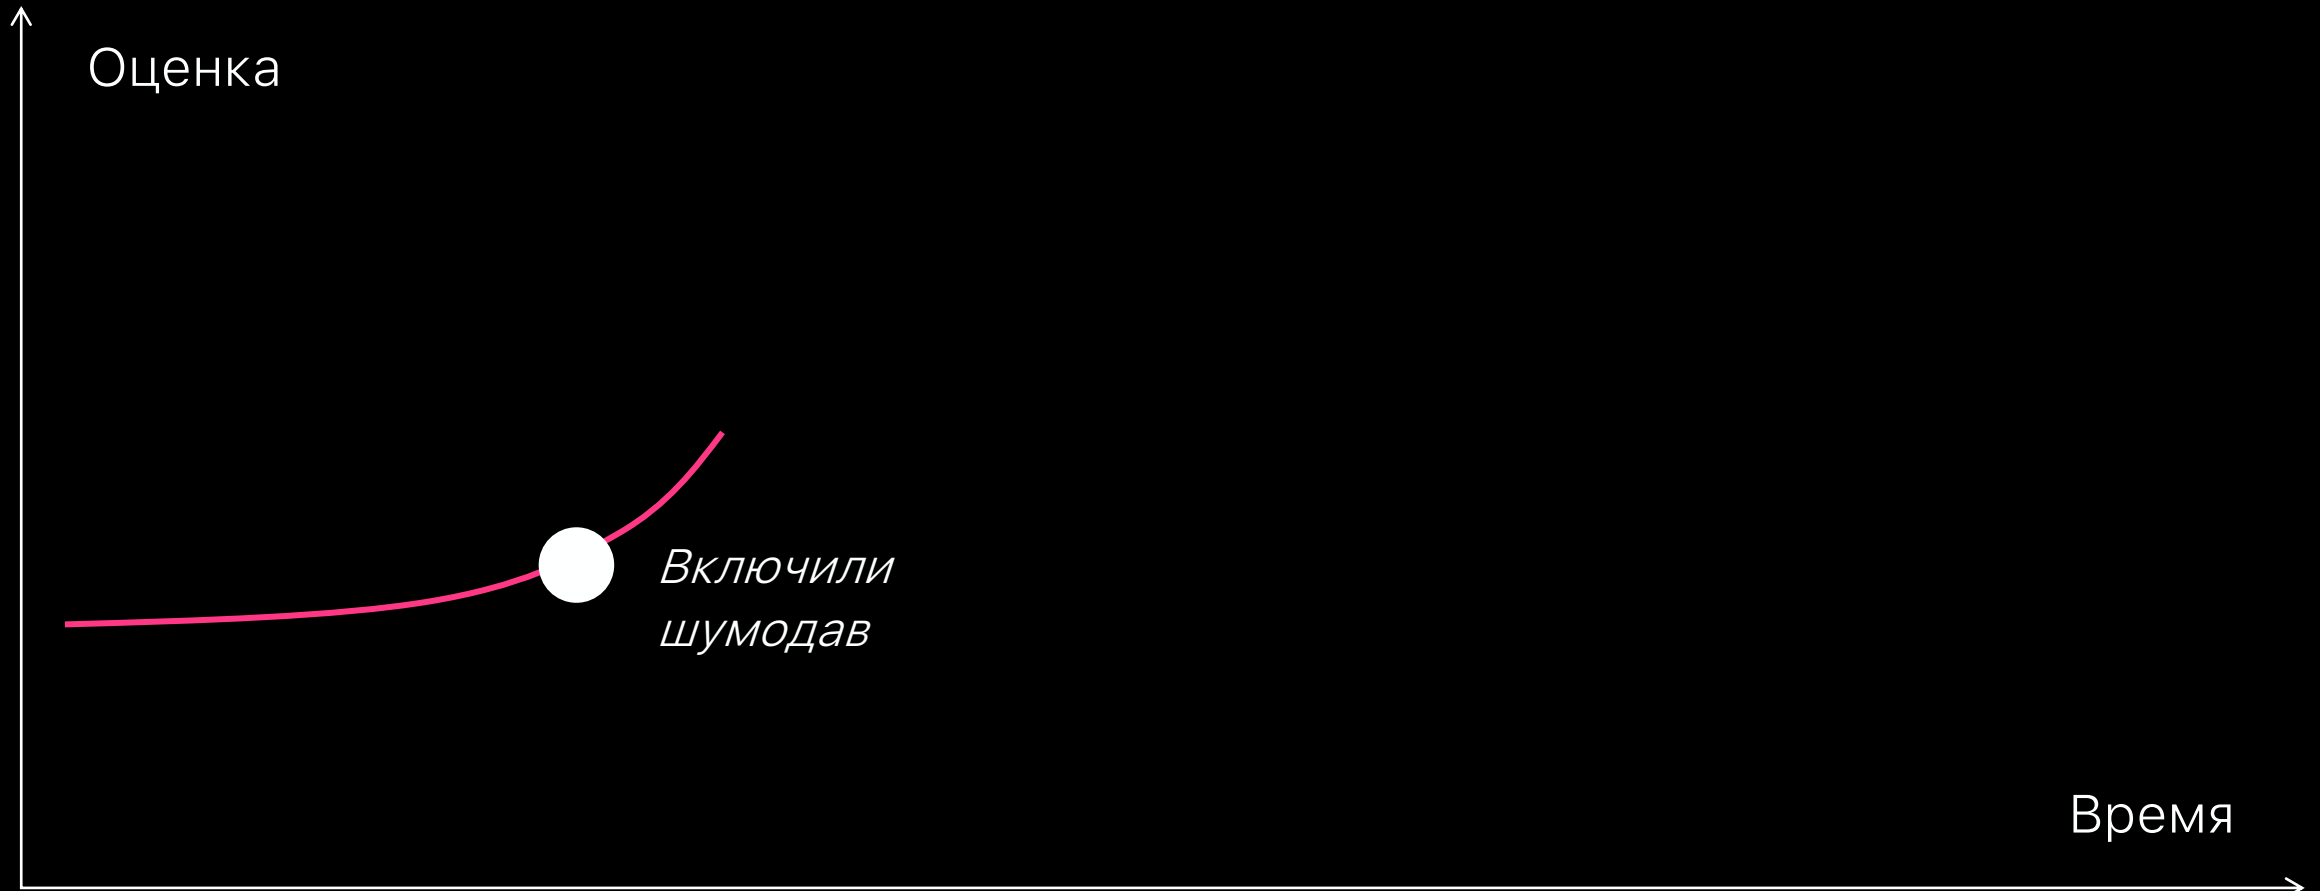 Оценка
Включили
шумодав
Время